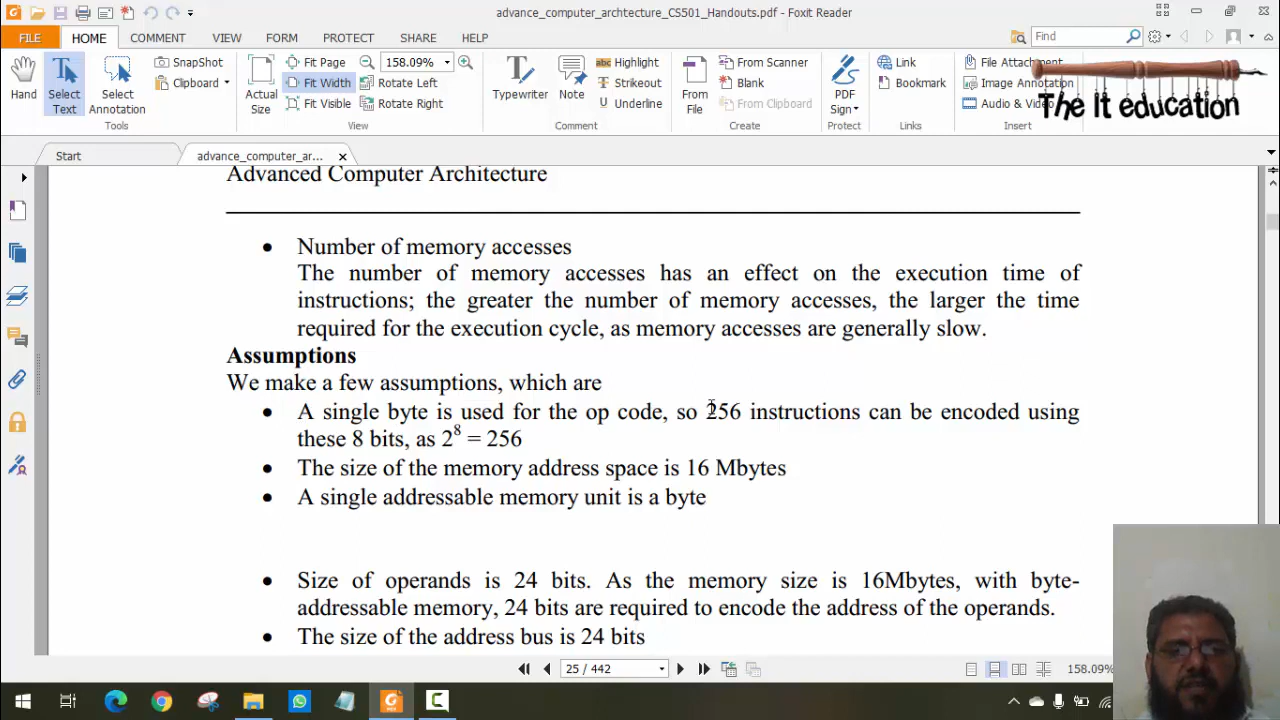 advance_computer_archtecture_CS501_Handouts.pdf - Foxit Reader
FILE HOME COMMENT VIEW FORM PROTECT SHARE HELP Find
Hand
Select Text
Select Annotation
SnapShot
Clipboard
Tools
Actual Size
Fit Page
Fit Width
Fit Visible
158.09%
Rotate Left
Rotate Right
View
Typewriter
Note
Highlight
Strikeout
Underline
Comment
From File
From Scanner
Blank
From Clipboard
Create
PDF Sign
Protect
Link
Bookmark
Links
File Attachment
Image Annotation
Audio & Video
Insert
The It education
Start advance_computer_ar...
Advanced Computer Architecture
• Number of memory accesses
The number of memory accesses has an effect on the execution time of
instructions; the greater the number of memory accesses, the larger the time
required for the execution cycle, as memory accesses are generally slow.
Assumptions
We make a few assumptions, which are
• A single byte is used for the op code, so 256 instructions can be encoded using
these 8 bits, as 2⁸ = 256
• The size of the memory address space is 16 Mbytes
• A single addressable memory unit is a byte
• Size of operands is 24 bits. As the memory size is 16Mbytes, with byte-
addressable memory, 24 bits are required to encode the address of the operands.
• The size of the address bus is 24 bits
25 / 442 158.09%